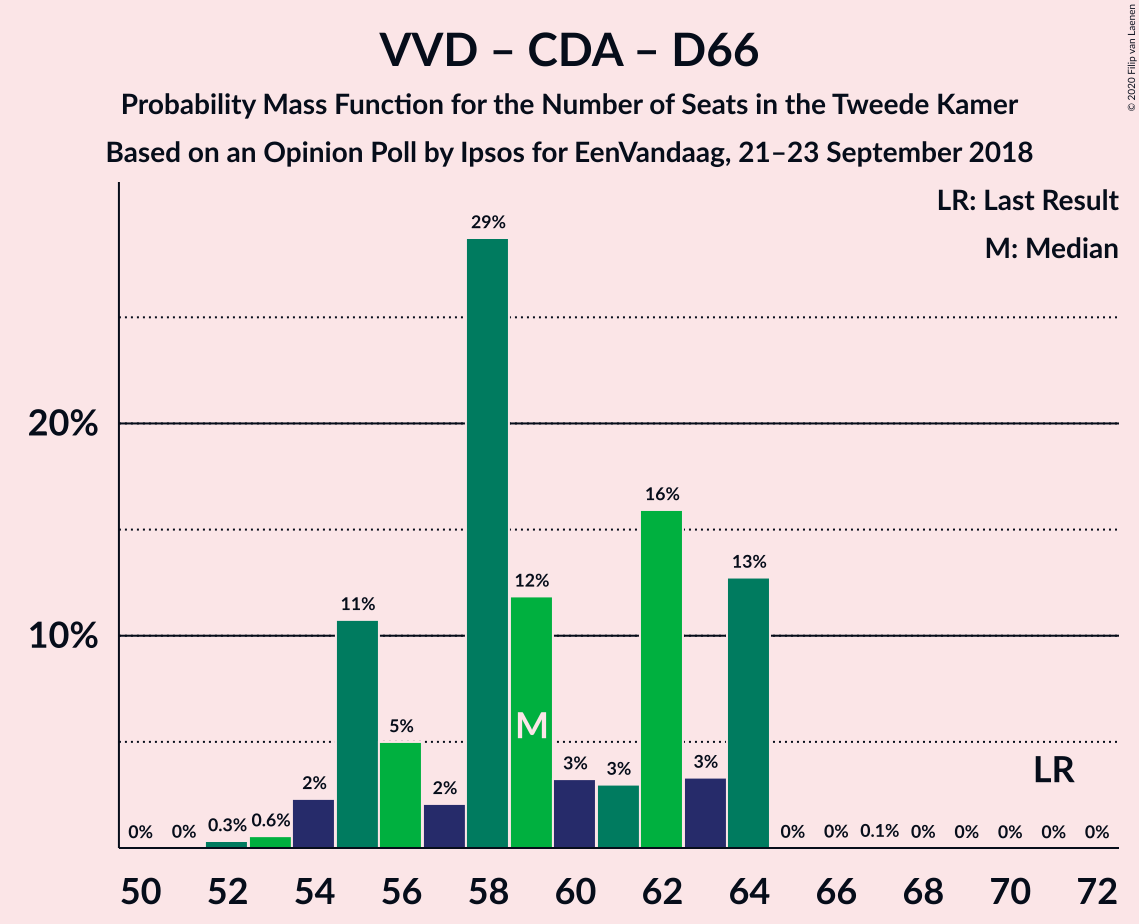 VVD – CDA – D66
Probability Mass Function for the Number of Seats in the Tweede Kamer
Based on an Opinion Poll by Ipsos for EenVandaag, 21–23 September 2018
© 2020 Filip van Laenen
LR: Last Result
M: Median
20%
10%
0%
0%
0.3%
0.6%
2%
11%
5%
2%
29%
12%
3%
3%
16%
3%
13%
0%
0%
0.1%
0%
0%
0%
0%
0%
M
LR
50 52 54 56 58 60 62 64 66 68 70 72